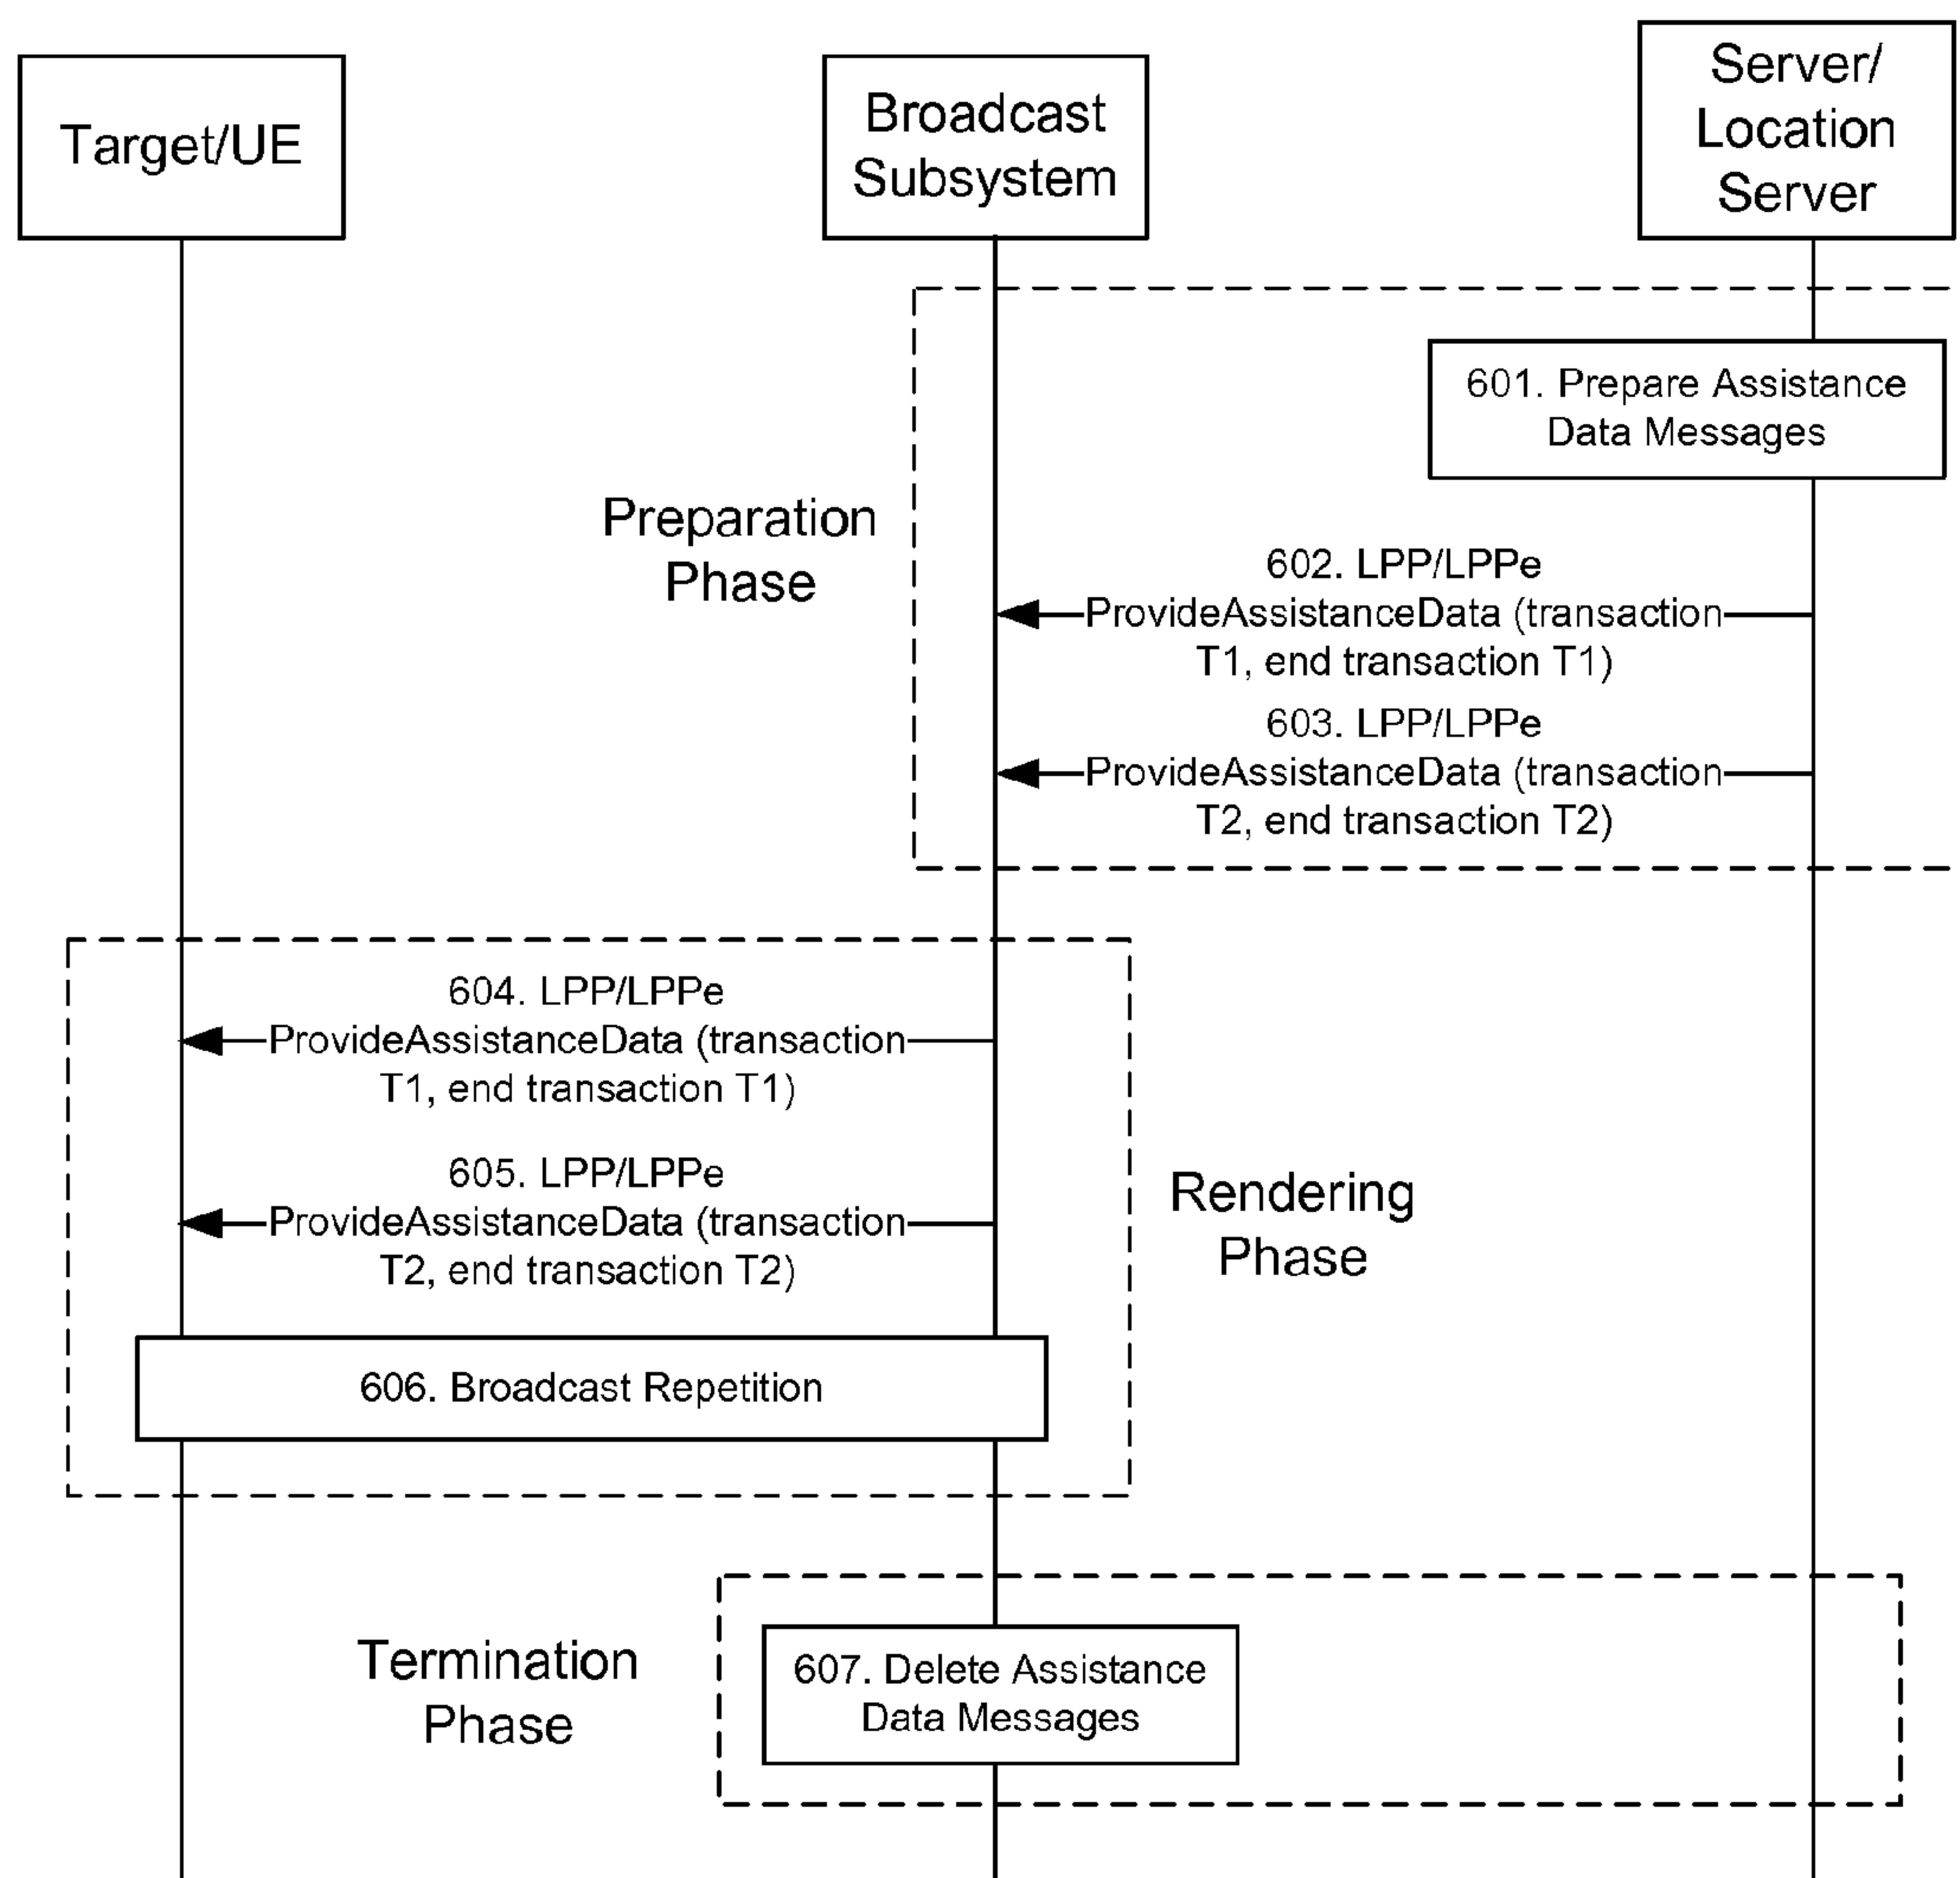 Target/UE
Broadcast
Subsystem
Server/
Location
Server
601. Prepare Assistance
Data Messages
Preparation
Phase
602. LPP/LPPe
ProvideAssistanceData (transaction
T1, end transaction T1)
603. LPP/LPPe
ProvideAssistanceData (transaction
T2, end transaction T2)
604. LPP/LPPe
ProvideAssistanceData (transaction
T1, end transaction T1)
605. LPP/LPPe
ProvideAssistanceData (transaction
T2, end transaction T2)
Rendering
Phase
606. Broadcast Repetition
Termination
Phase
607. Delete Assistance
Data Messages